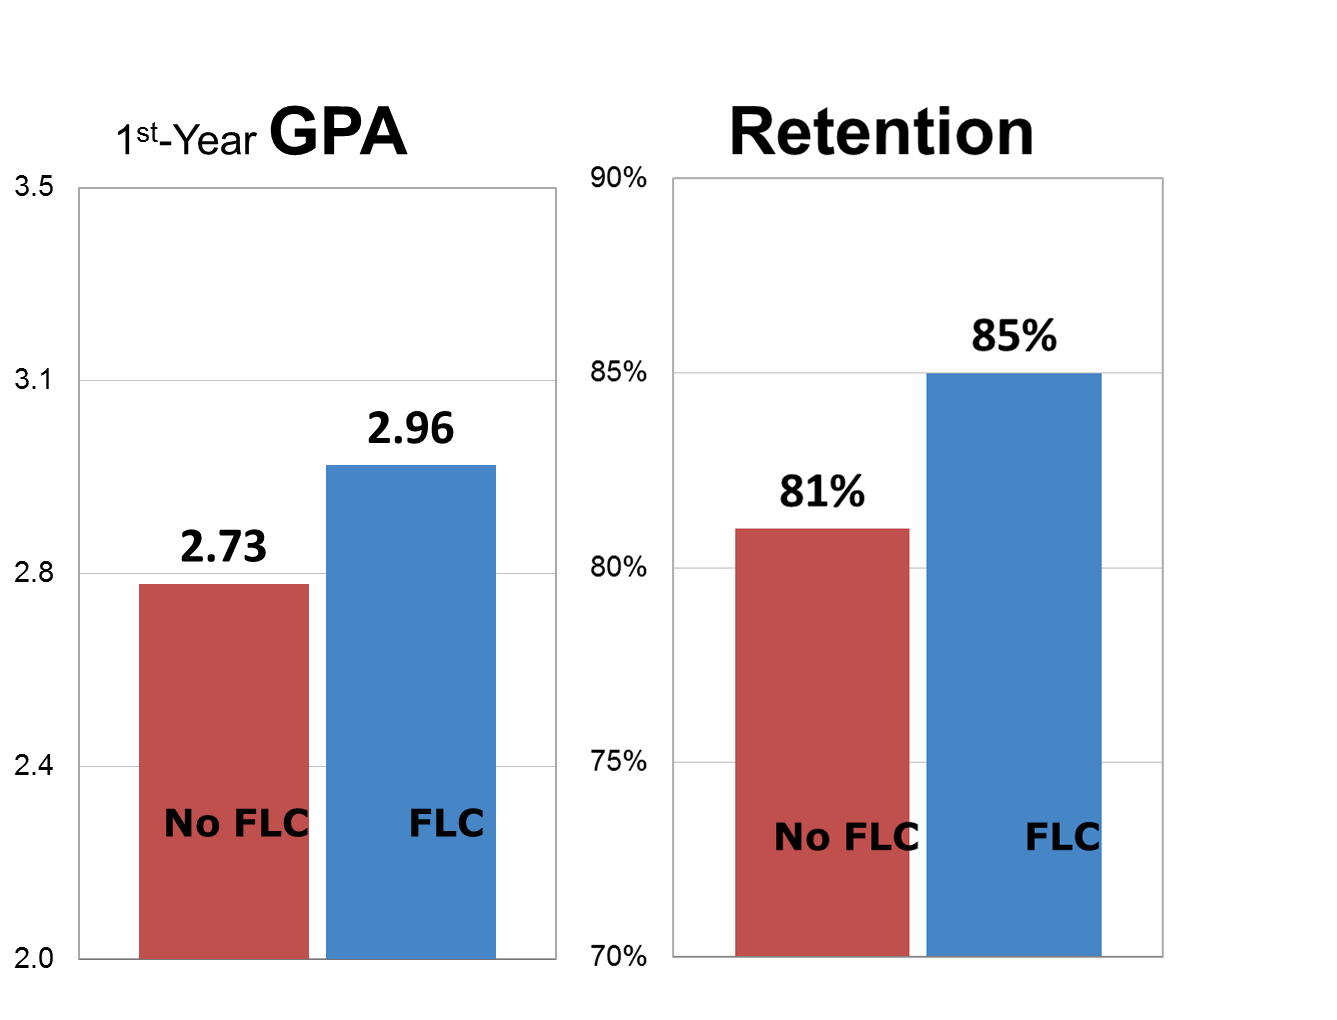 1st-Year GPA
3.5
3.1
2.8
2.4
2.0
2.73
2.96
No FLC
FLC
Retention
90%
85%
80%
75%
70%
81%
85%
No FLC
FLC